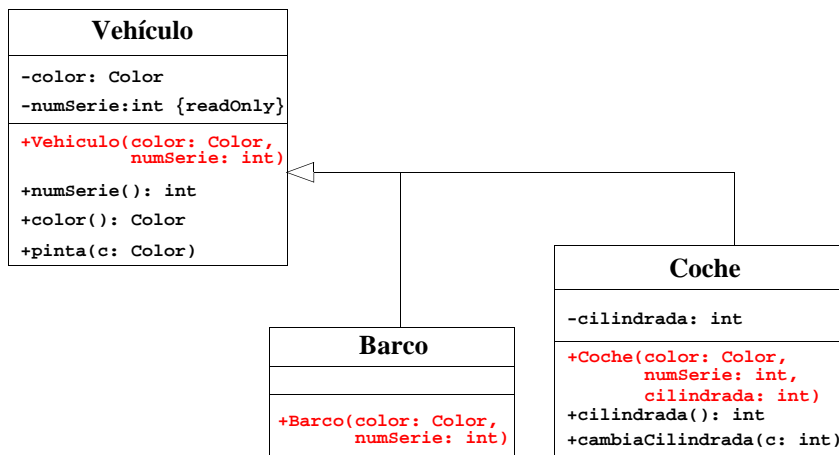 Vehículo
-color: Color
-numSerie:int {readOnly}
+Vehiculo(color: Color,
numSerie: int)
+numSerie(): int
+color(): Color
+pinta(c: Color)
Barco
+Barco(color: Color,
numSerie: int)
Coche
-cilindrada: int
+Coche(color: Color,
numSerie: int,
cilindrada: int)
+cilindrada(): int
+cambiaCilindrada(c: int)